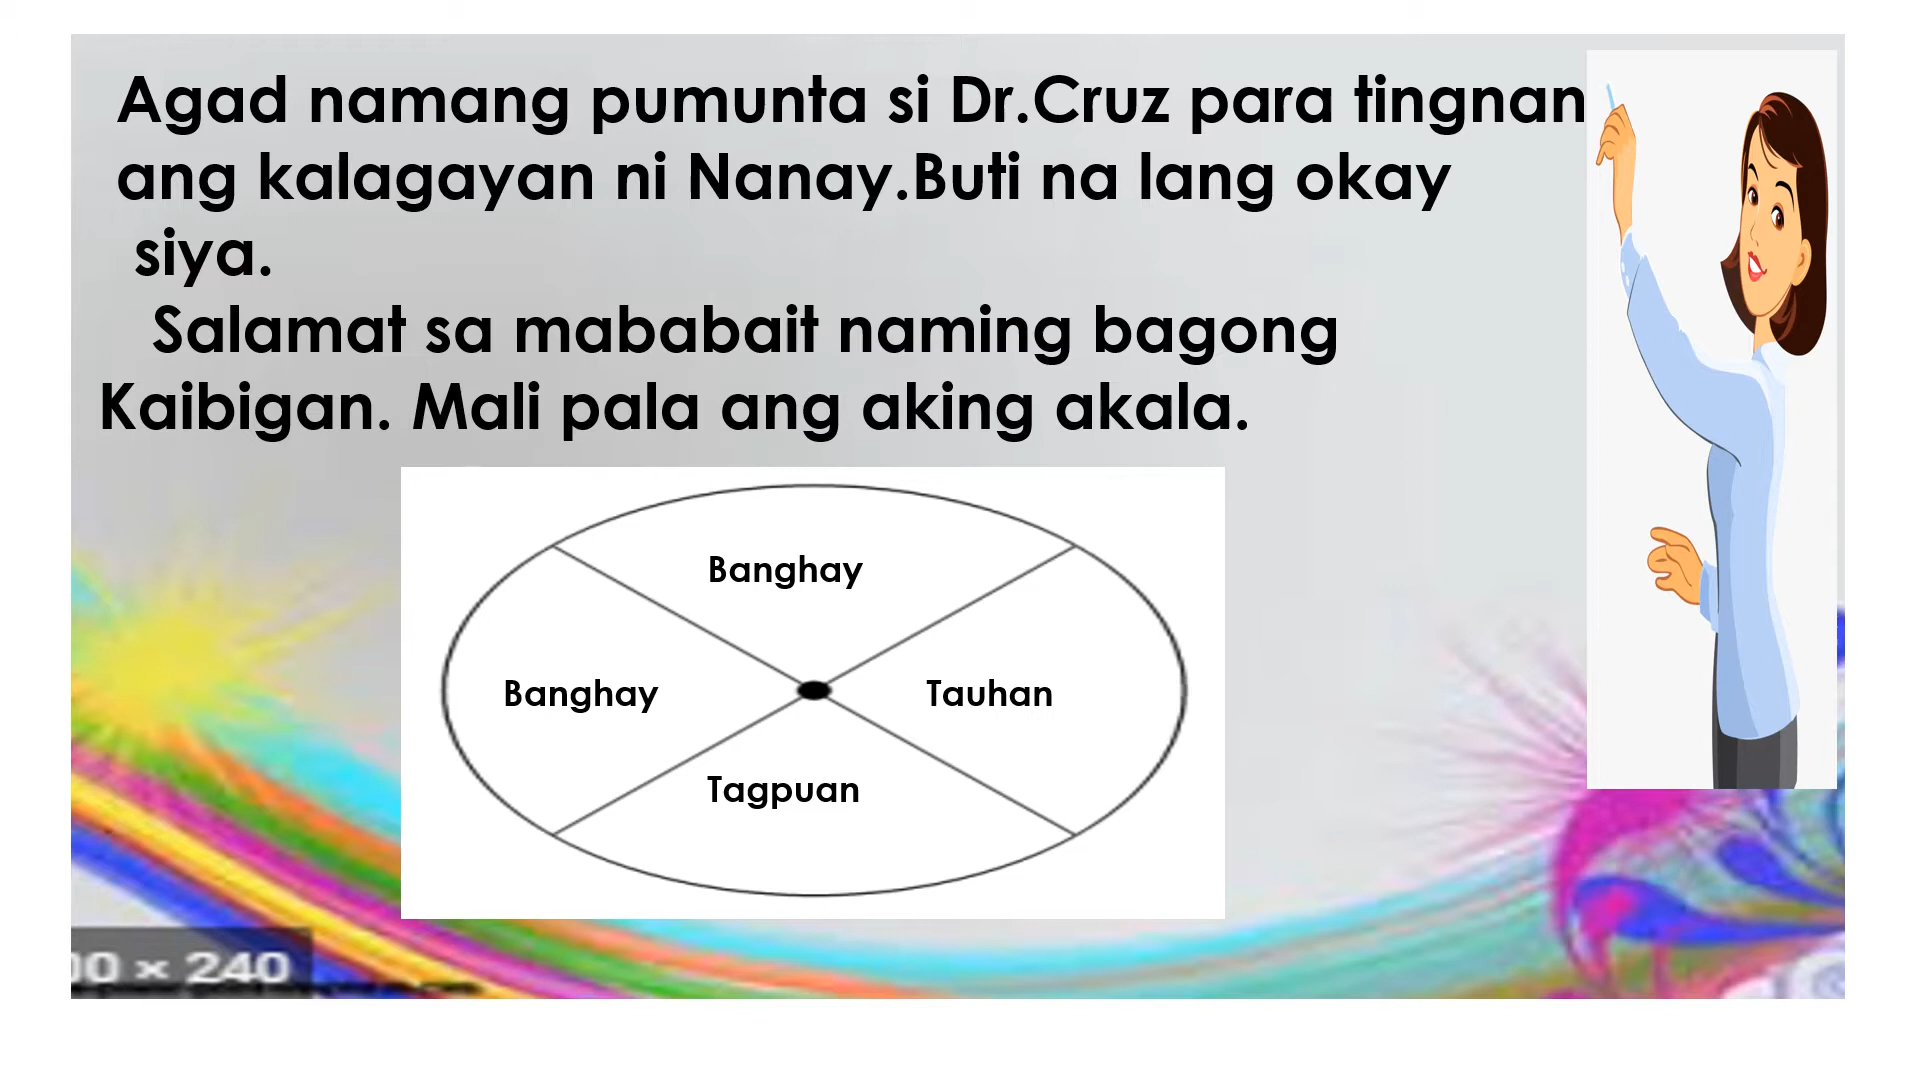 Agad namang pumunta si Dr.Cruz para tingnan
ang kalagayan ni Nanay.Buti na lang okay
siya.
Salamat sa mababait naming bagong
Kaibigan. Mali pala ang aking akala.
Banghay
Banghay
Tauhan
Tagpuan
00 × 240